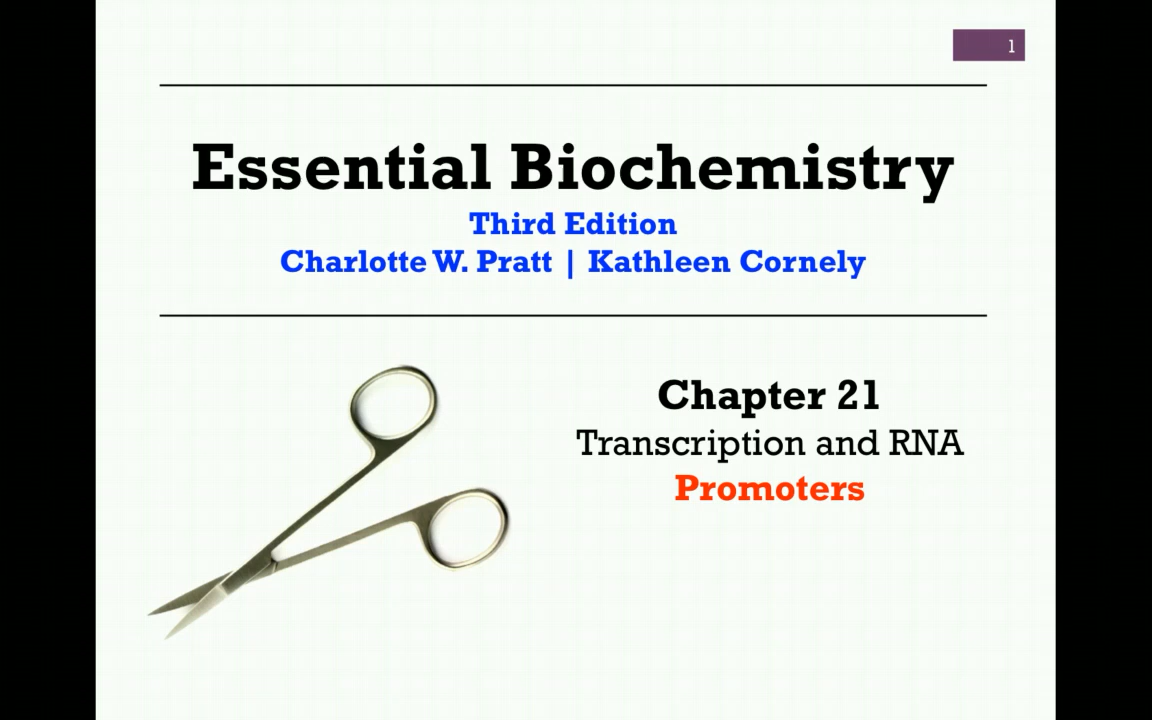 1
Essential Biochemistry
Third Edition
Charlotte W. Pratt | Kathleen Cornely
Chapter 21
Transcription and RNA
Promoters